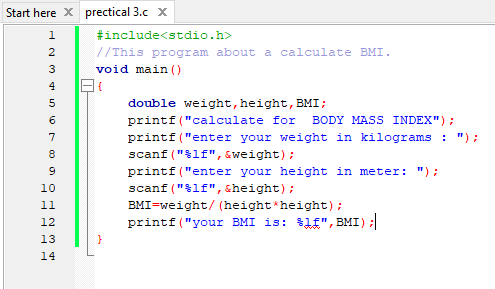 Start here prectical 3.c
1 #include<stdio.h>
2 //This program about a calculate BMI.
3 void main()
4 {
5 double weight,height,BMI;
6 printf("calculate for  BODY MASS INDEX");
7 printf("enter your weight in kilograms : ");
8 scanf("%lf",&weight);
9 printf("enter your height in meter: ");
10 scanf("%lf",&height);
11 BMI=weight/(height*height);
12 printf("your BMI is: %lf",BMI);
13 }
14